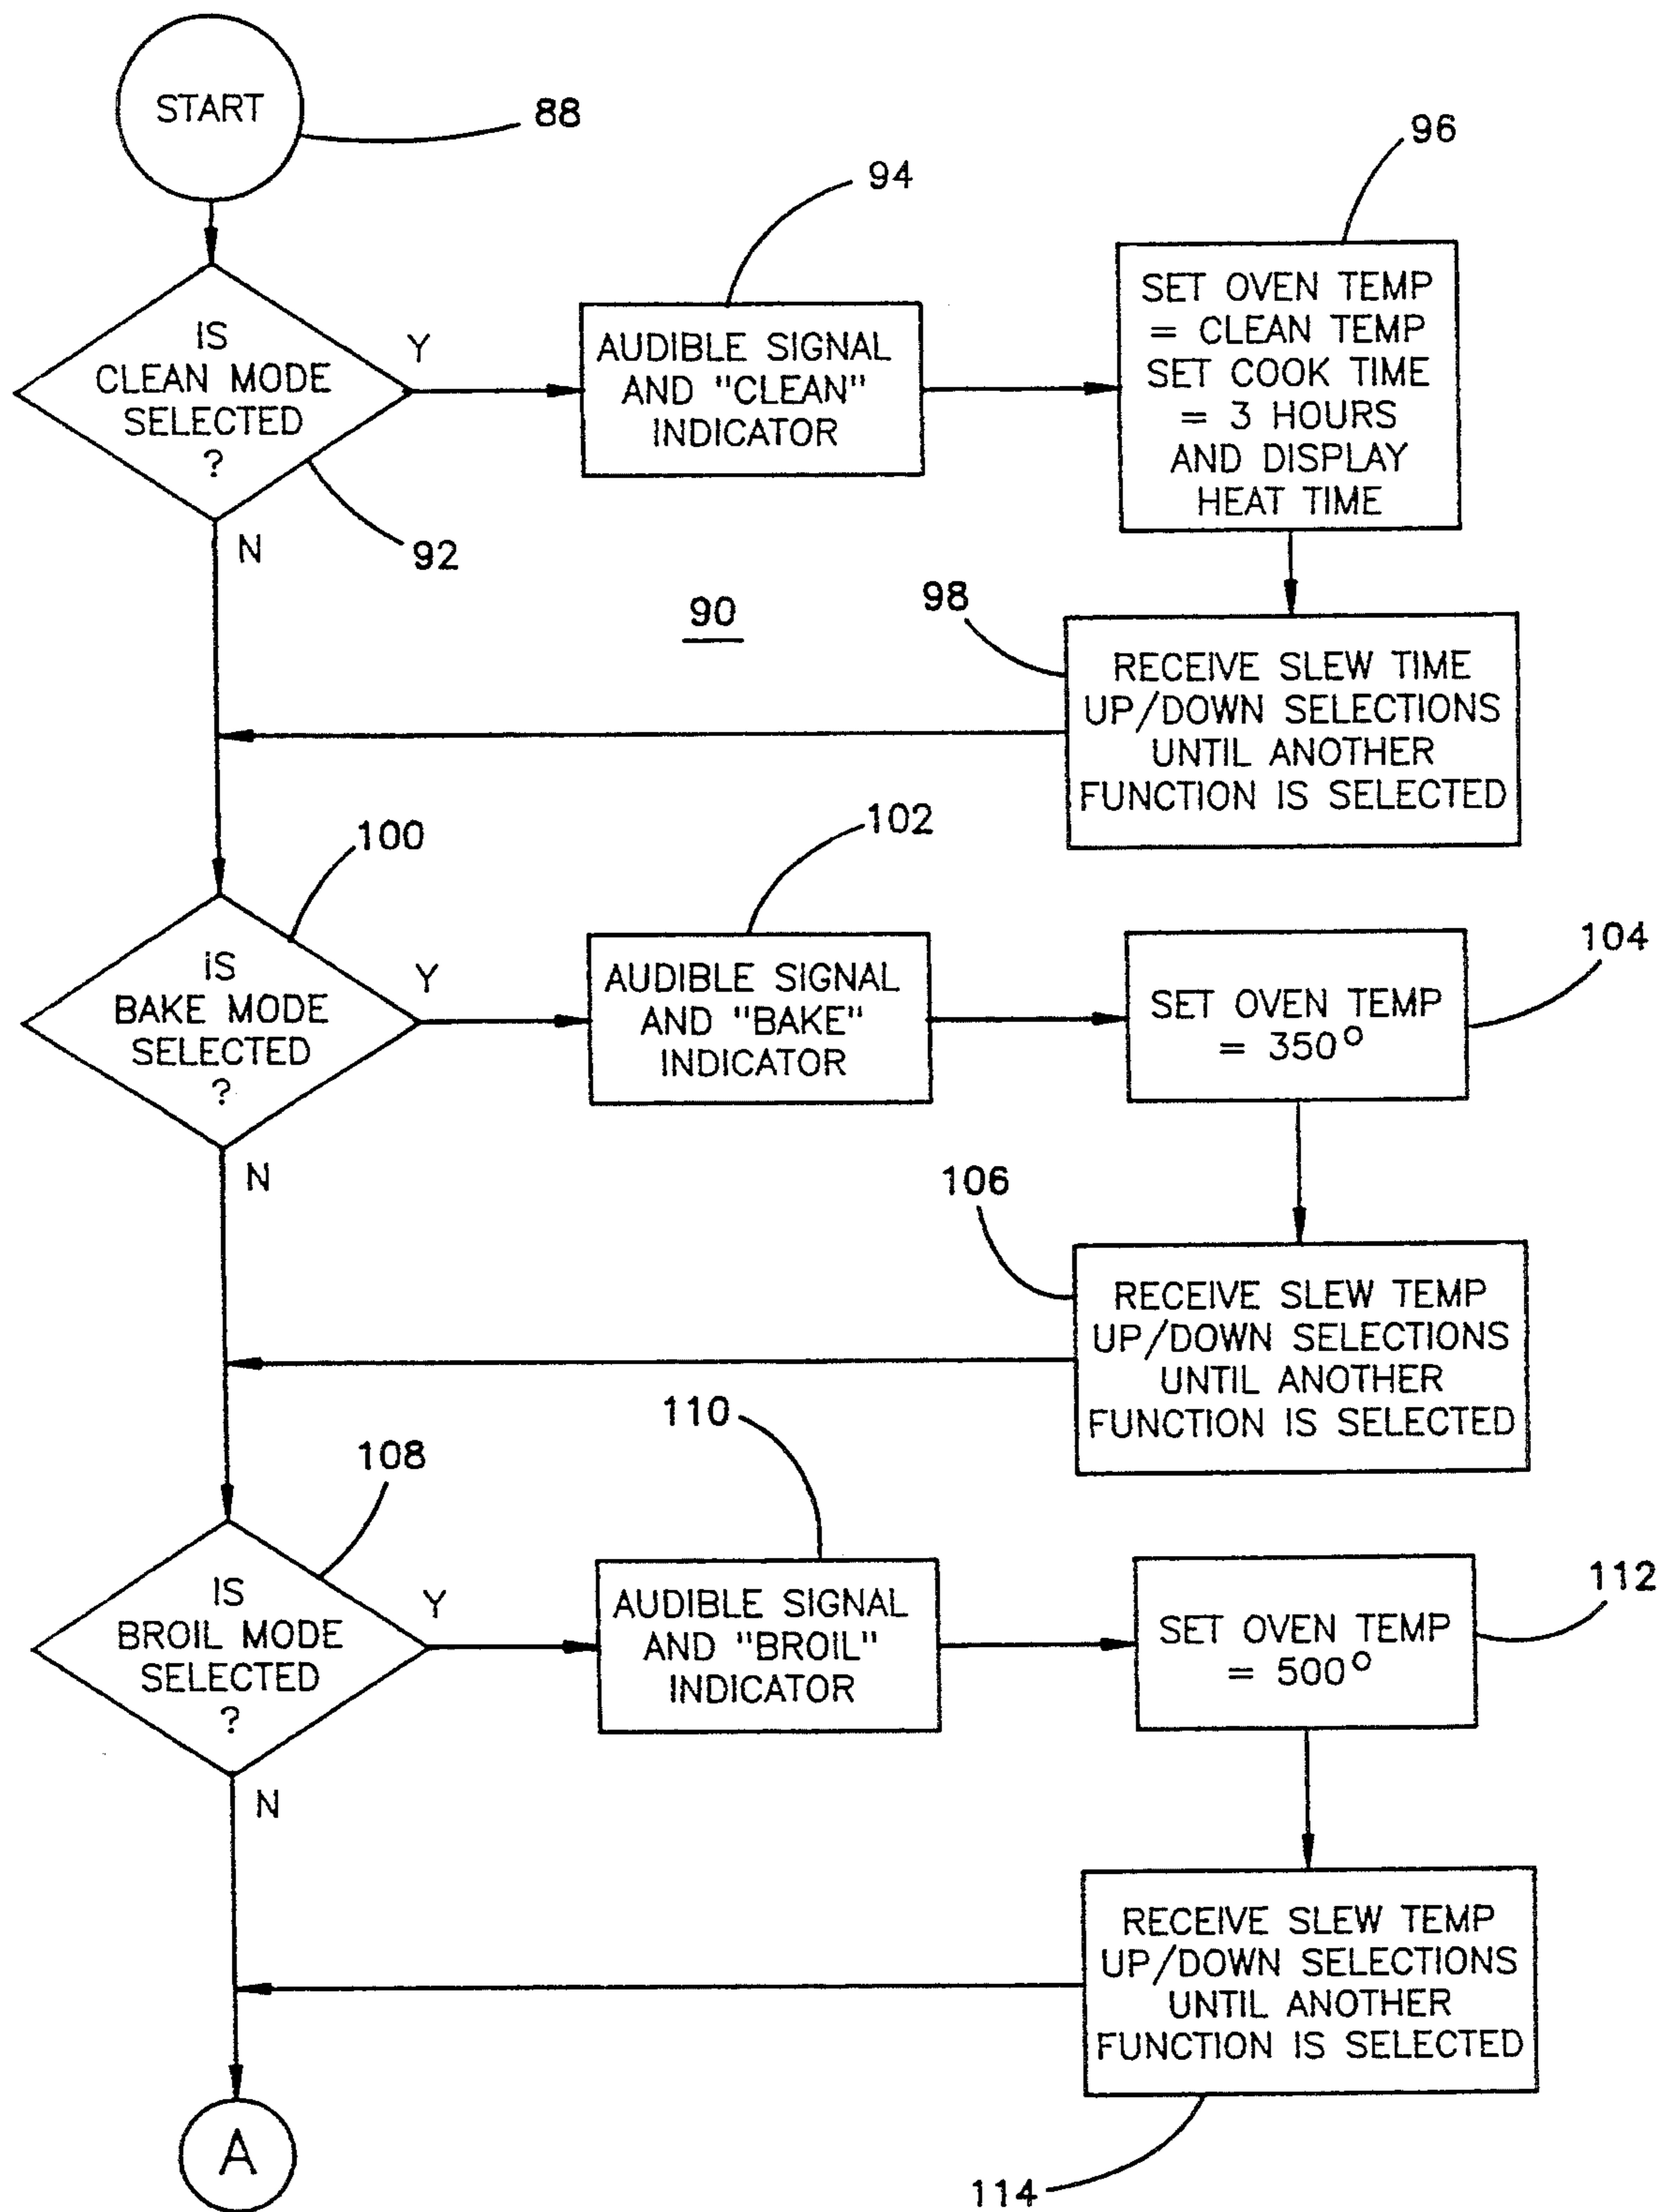 START
88
94
96
IS
CLEAN MODE
SELECTED
?
Y
N
92
AUDIBLE SIGNAL
AND "CLEAN"
INDICATOR
SET OVEN TEMP
= CLEAN TEMP
SET COOK TIME
= 3 HOURS
AND DISPLAY
HEAT TIME
90
98
RECEIVE SLEW TIME
UP/DOWN SELECTIONS
UNTIL ANOTHER
FUNCTION IS SELECTED
100
102
104
IS
BAKE MODE
SELECTED
?
Y
N
AUDIBLE SIGNAL
AND "BAKE"
INDICATOR
SET OVEN TEMP
= 350°
106
RECEIVE SLEW TEMP
UP/DOWN SELECTIONS
UNTIL ANOTHER
FUNCTION IS SELECTED
108
110
112
IS
BROIL MODE
SELECTED
?
Y
N
AUDIBLE SIGNAL
AND "BROIL"
INDICATOR
SET OVEN TEMP
= 500°
RECEIVE SLEW TEMP
UP/DOWN SELECTIONS
UNTIL ANOTHER
FUNCTION IS SELECTED
114
A